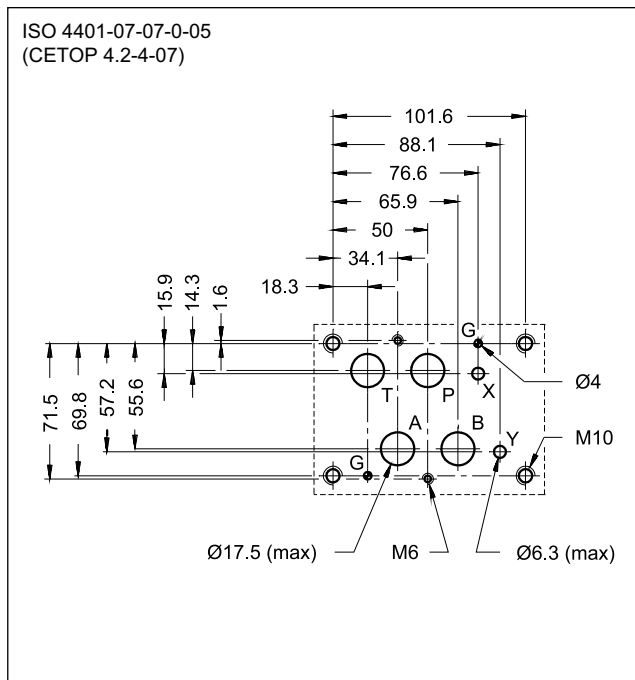 ISO 4401-07-07-0-05
(CETOP 4.2-4-07)
101.6
88.1
76.6
65.9
50
34.1
18.3
15.9
14.3
1.6
G
Ø4
T
P
X
71.5
69.8
57.2
55.6
A
B
Y
M10
G
Ø17.5 (max)
M6
Ø6.3 (max)